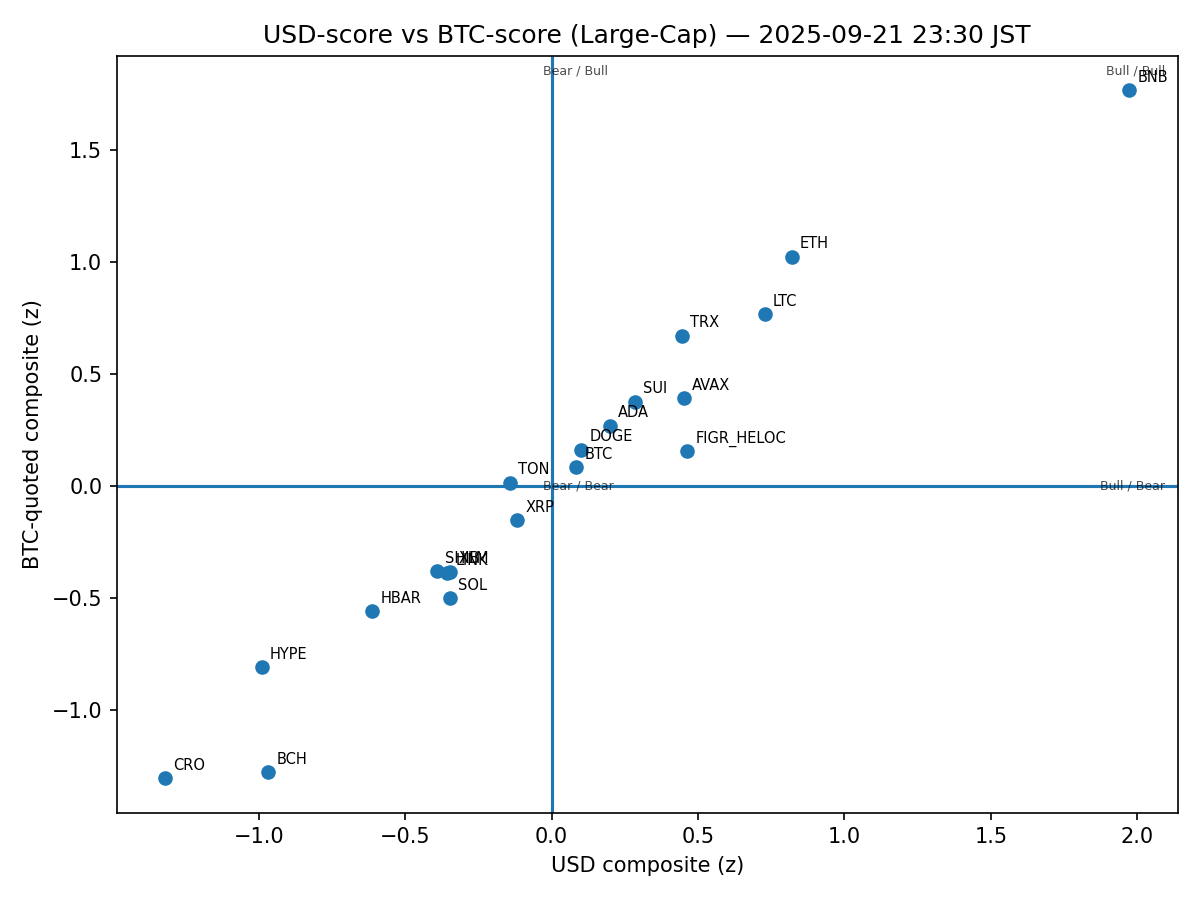 USD-score vs BTC-score (Large-Cap) — 2025-09-21 23:30 JST
Bear / Bull
Bull / Bull
BNB
1.5
ETH
1.0
LTC
TRX
0.5
SUI
AVAX
ADA
DOGE
FIGR_HELOC
BTC
TON
0.0
Bear / Bear
Bull / Bear
XRP
SOL
−0.5
HBAR
HYPE
−1.0
BCH
CRO
−1.0
−0.5
0.0
0.5
1.0
1.5
2.0
USD composite (z)
BTC-quoted composite (z)